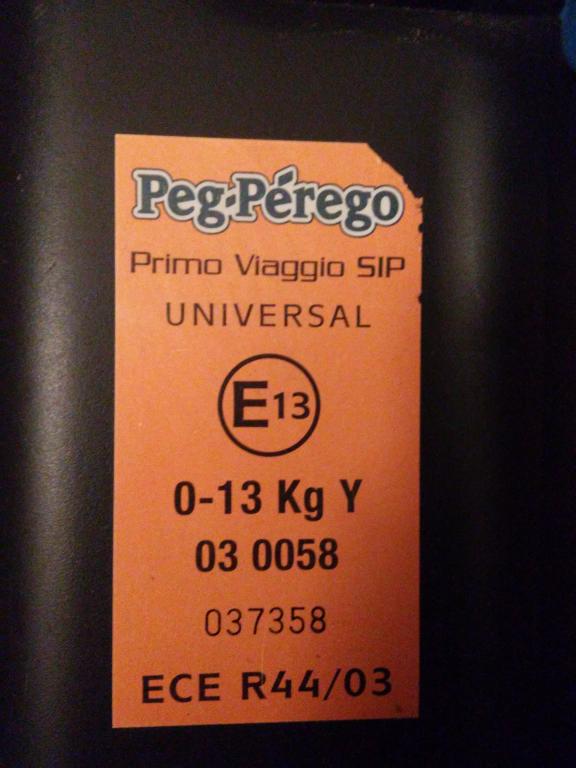 Peg-Pérego
Primo Viaggio SIP
UNIVERSAL
E13
0-13 Kg Y
03 0058
037358
ECE R44/03